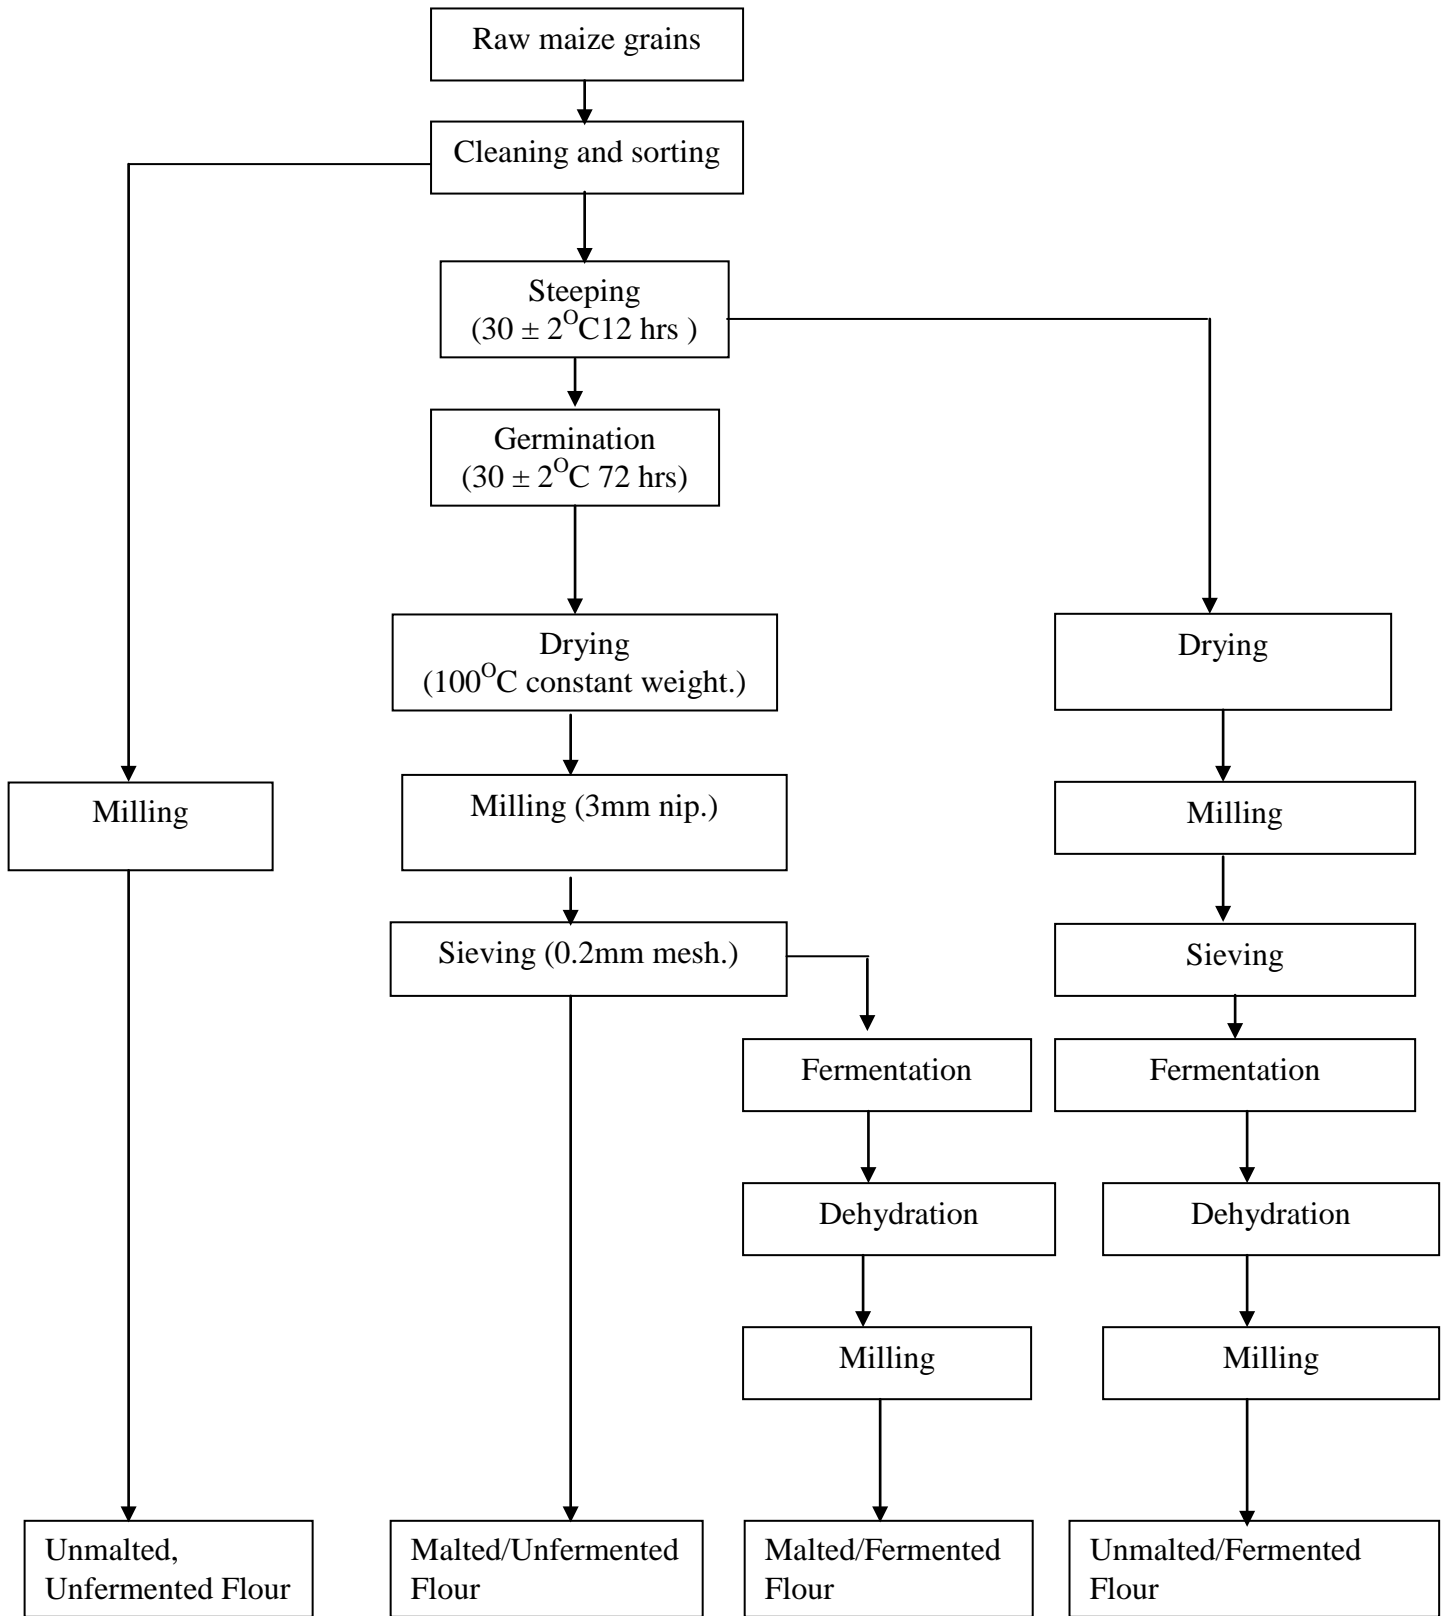 Raw maize grains
Cleaning and sorting
Steeping
(30 ± 2ᴼC12 hrs )
Germination
(30 ± 2ᴼC 72 hrs)
Drying
(100ᴼC constant weight.)
Drying
Milling
Milling (3mm nip.)
Milling
Sieving (0.2mm mesh.)
Sieving
Fermentation
Fermentation
Dehydration
Dehydration
Milling
Milling
Unmalted,
Unfermented Flour
Malted/Unfermented
Flour
Malted/Fermented
Flour
Unmalted/Fermented
Flour